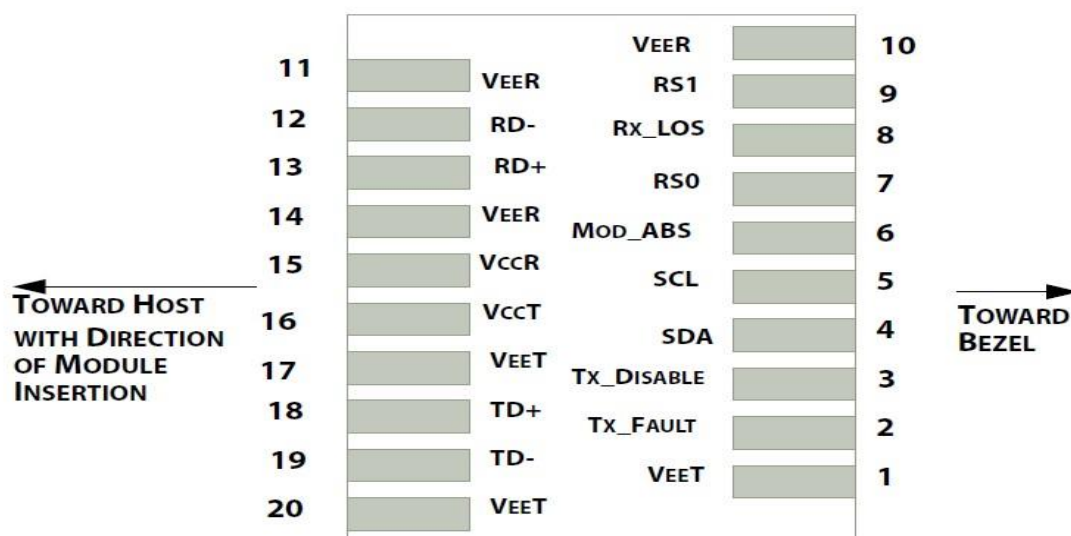 11
VEER
12
RD-
13
RD+
14
VEER
15
VCCR
16
VCCT
17
VEET
18
TD+
19
TD-
20
VEET
VEER
10
RS1
9
RX_LOS
8
RS0
7
MOD_ABS
6
SCL
5
SDA
4
TX_DISABLE
3
TX_FAULT
2
VEET
1
TOWARD HOST
WITH DIRECTION
OF MODULE
INSERTION
TOWARD
BEZEL